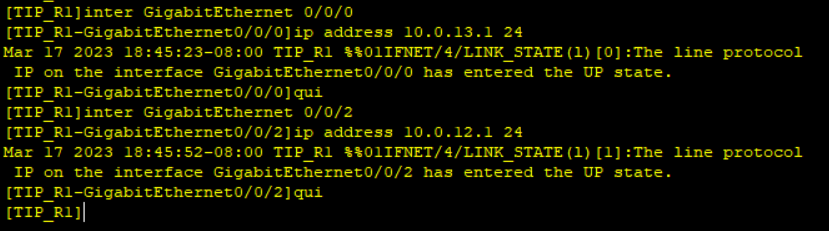 [TIP_R1]inter GigabitEthernet 0/0/0
[TIP_R1-GigabitEthernet0/0/0]ip address 10.0.13.1 24
Mar 17 2023 18:45:23-08:00 TIP_R1 %%01IFNET/4/LINK_STATE(l)[0]:The line protocol
 IP on the interface GigabitEthernet0/0/0 has entered the UP state.
[TIP_R1-GigabitEthernet0/0/0]qui
[TIP_R1]inter GigabitEthernet 0/0/2
[TIP_R1-GigabitEthernet0/0/2]ip address 10.0.12.1 24
Mar 17 2023 18:45:52-08:00 TIP_R1 %%01IFNET/4/LINK_STATE(l)[1]:The line protocol
 IP on the interface GigabitEthernet0/0/2 has entered the UP state.
[TIP_R1-GigabitEthernet0/0/2]qui
[TIP_R1]